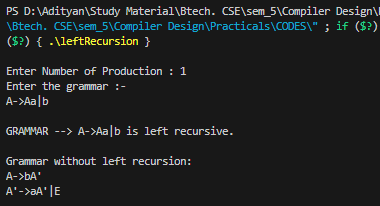 PS D:\Adityan\Study Material\Btech. CSE\sem_5\Compiler Design\
\Btech. CSE\sem_5\Compiler Design\Practicals\CODES\" ; if ($?)
($?) { .\leftRecursion }
Enter Number of Production : 1
Enter the grammar :-
A->Aa|b
GRAMMAR --> A->Aa|b is left recursive.
Grammar without left recursion:
A->bA'
A'->aA'|E